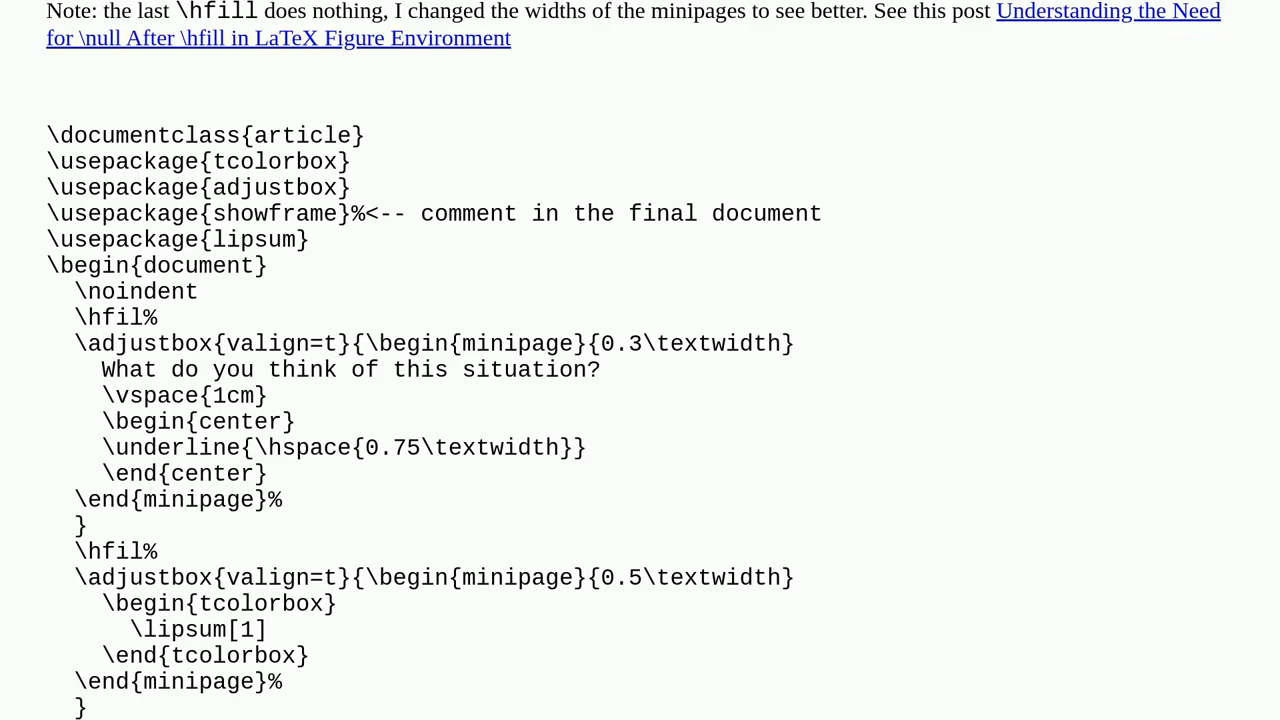 Note: the last \hfill does nothing, I changed the widths of the minipages to see better. See this post Understanding the Need
for \null After \hfill in LaTeX Figure Environment
\documentclass{article}
\usepackage{tcolorbox}
\usepackage{adjustbox}
\usepackage{showframe}%<-- comment in the final document
\usepackage{lipsum}
\begin{document}
  \noindent
  \hfil%
  \adjustbox{valign=t}{\begin{minipage}{0.3\textwidth}
    What do you think of this situation?
    \vspace{1cm}
    \begin{center}
    \underline{\hspace{0.75\textwidth}}
    \end{center}
  \end{minipage}%
  }
  \hfil%
  \adjustbox{valign=t}{\begin{minipage}{0.5\textwidth}
    \begin{tcolorbox}
      \lipsum[1]
    \end{tcolorbox}
  \end{minipage}%
  }